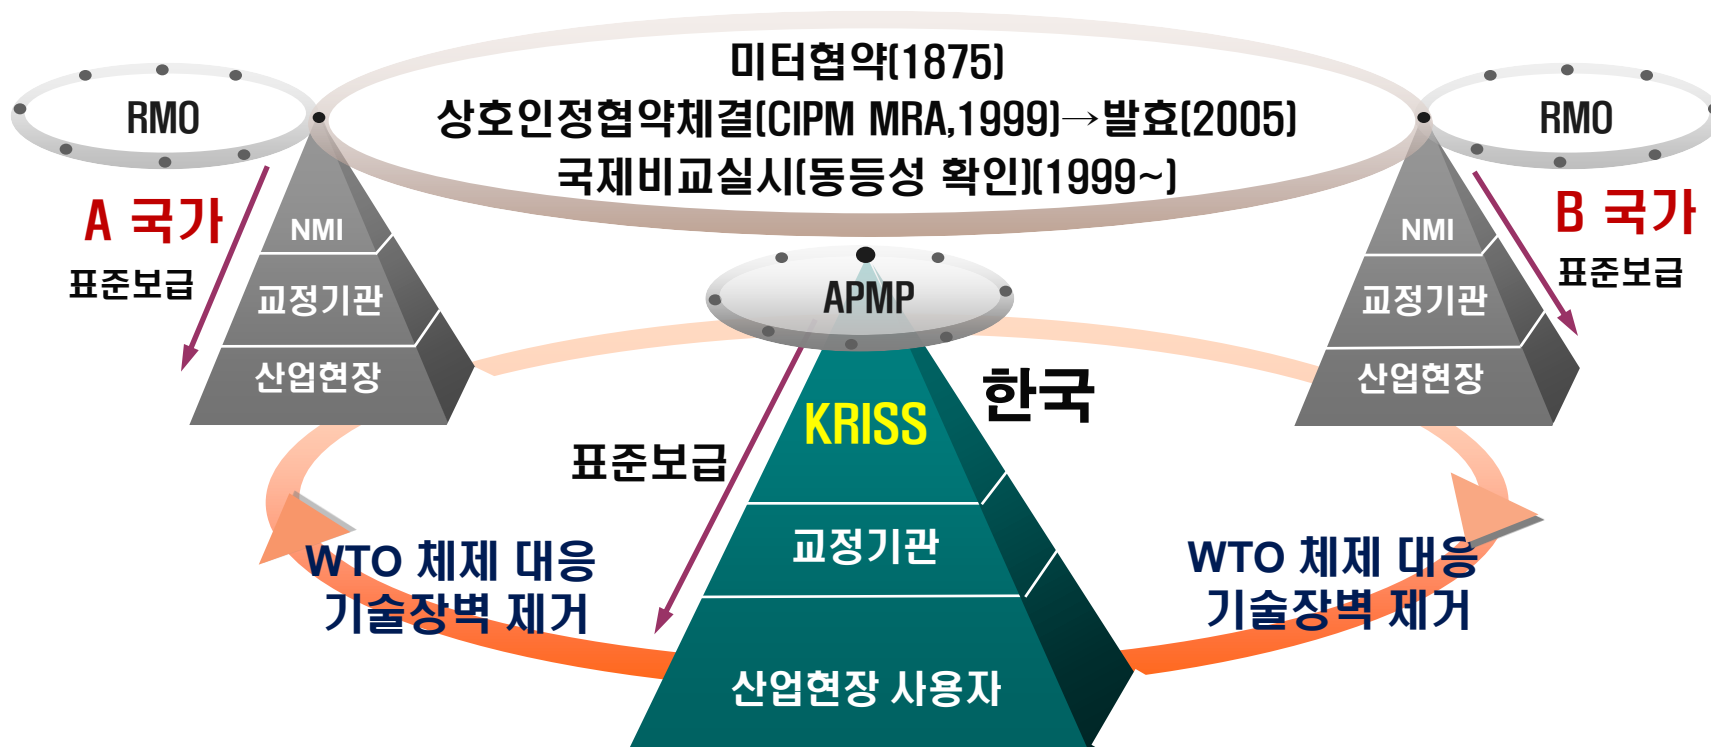 미터협약(1875)
상호인정협약체결(CIPM MRA,1999)→발효(2005)
국제비교실시(동등성 확인)(1999~)
RMO
A 국가
표준보급
NMI
교정기관
산업현장
RMO
B 국가
표준보급
NMI
교정기관
산업현장
APMP
한국
KRISS
표준보급
교정기관
산업현장 사용자
WTO 체제 대응
기술장벽 제거
WTO 체제 대응
기술장벽 제거